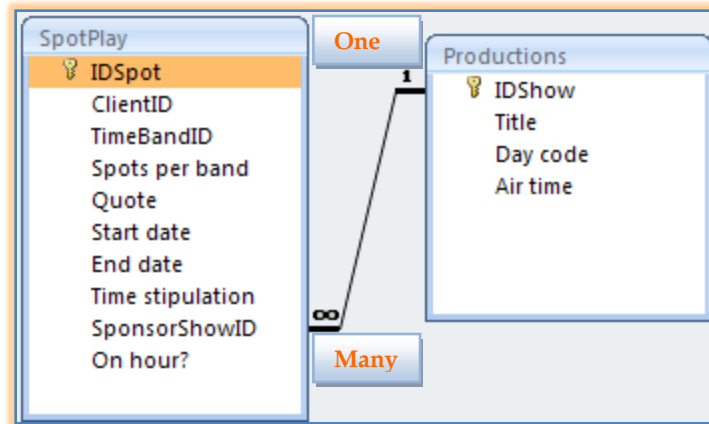 SpotPlay
IDSpot
ClientID
TimeBandID
Spots per band
Quote
Start date
End date
Time stipulation
SponsorShowID
On hour?
One
1
∞
Many
Productions
IDShow
Title
Day code
Air time